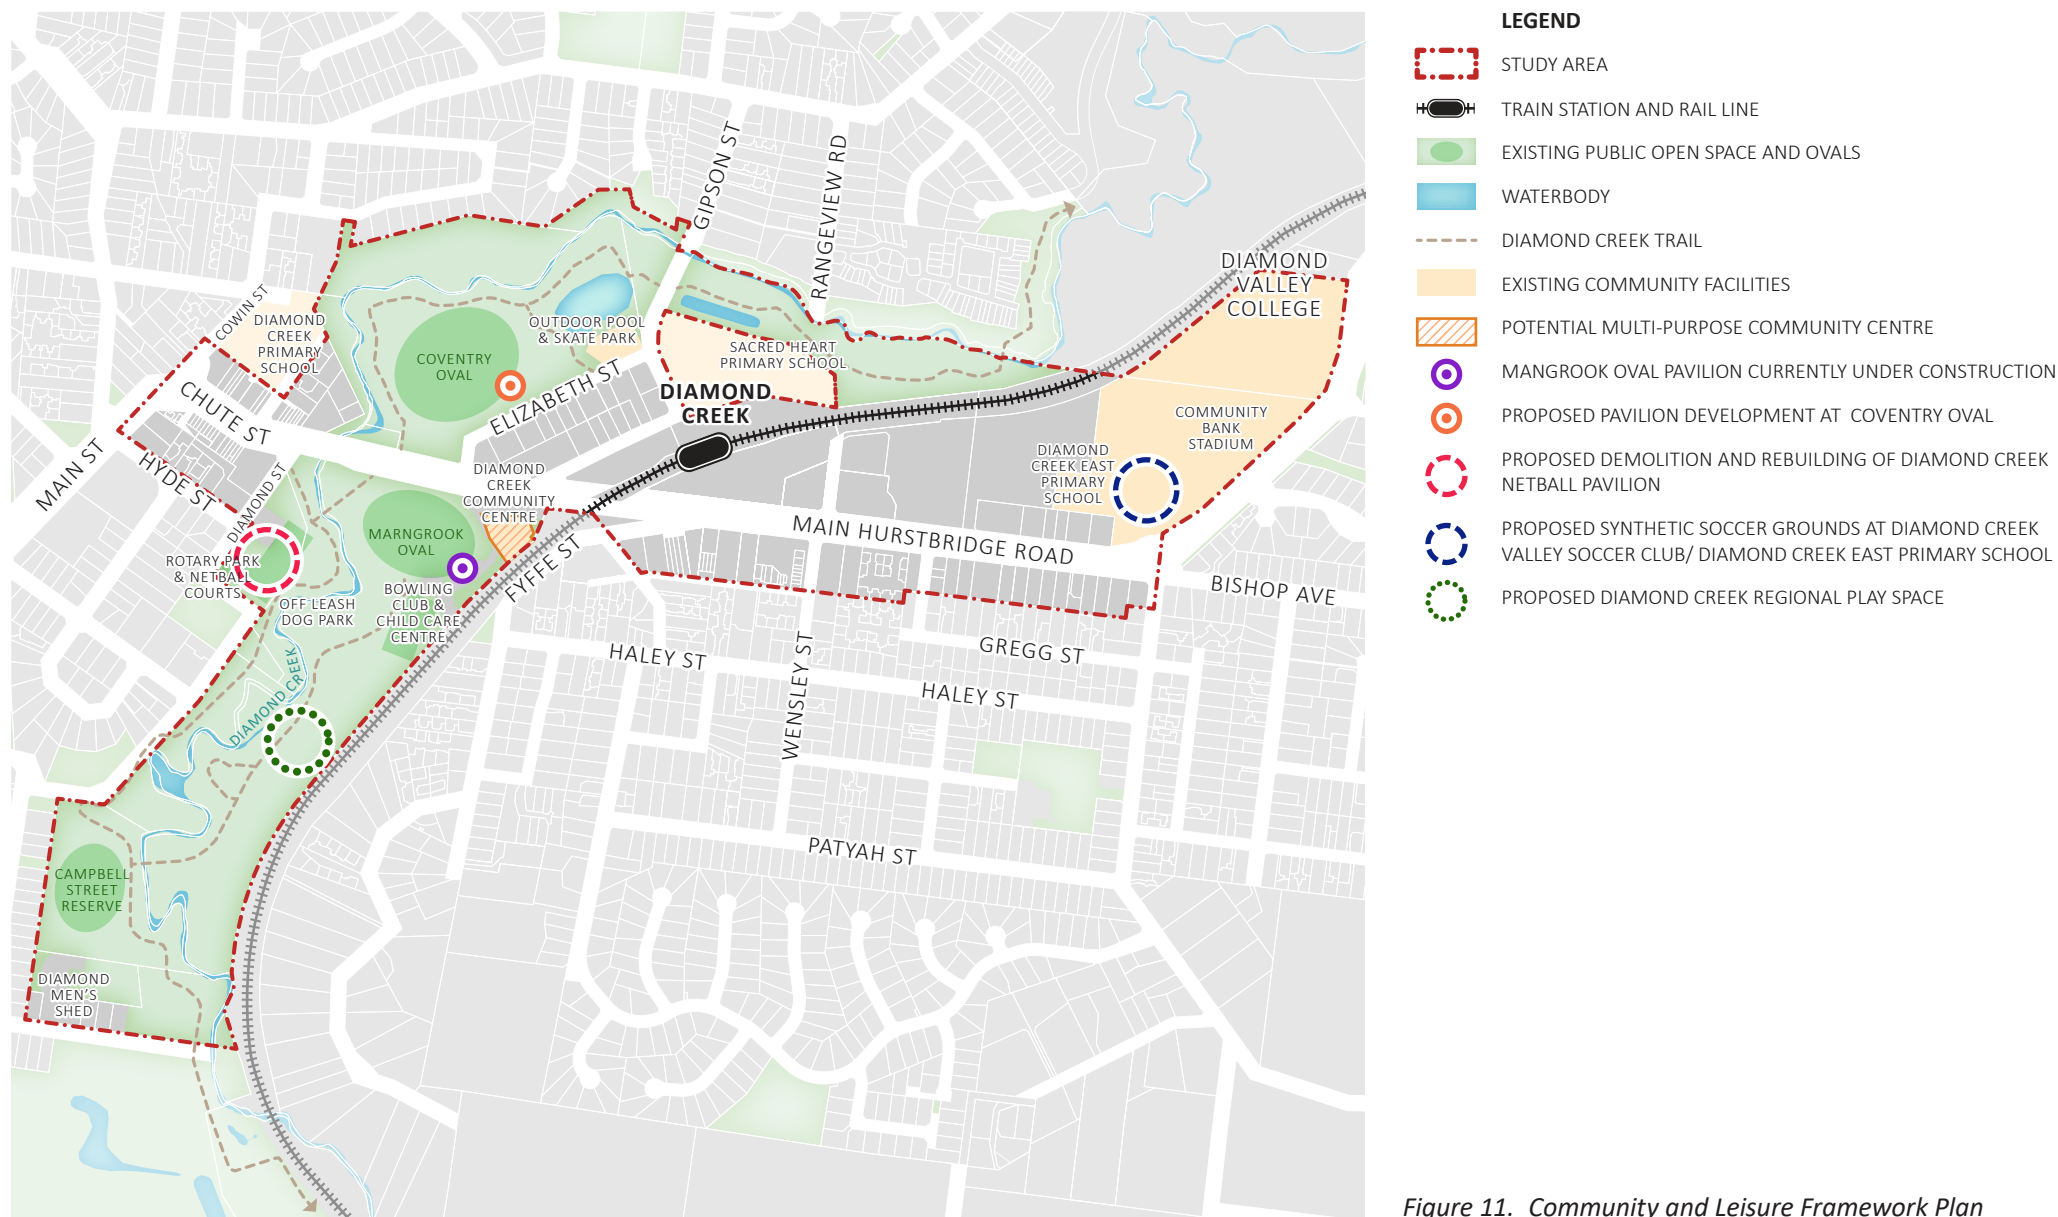 GIPSON ST
RANGEVIEW RD
DIAMOND
VALLEY
COLLEGE
COWIN ST
DIAMOND
CREEK
PRIMARY
SCHOOL
OUTDOOR POOL
& SKATE PARK
COVENTRY
OVAL
SACRED HEART
PRIMARY SCHOOL
ELIZABETH ST
DIAMOND
CREEK
CHUTE ST
COMMUNITY
BANK
STADIUM
MAIN ST
HYDE ST
DIAMOND ST
DIAMOND
CREEK
COMMUNITY
CENTRE
DIAMOND
CREEK EAST
PRIMARY
SCHOOL
MARNGROOK
OVAL
MAIN HURSTBRIDGE ROAD
FYFFE ST
ROTARY PARK
& NETBALL
COURTS
OFF LEASH
DOG PARK
BOWLING
CLUB &
CHILD CARE
CENTRE
BISHOP AVE
HALEY ST
WENSLEY ST
GREGG ST
HALEY ST
DIAMOND CREEK
PATYAH ST
CAMPBELL
STREET
RESERVE
DIAMOND
MEN'S
SHED
LEGEND
STUDY AREA
TRAIN STATION AND RAIL LINE
EXISTING PUBLIC OPEN SPACE AND OVALS
WATERBODY
DIAMOND CREEK TRAIL
EXISTING COMMUNITY FACILITIES
POTENTIAL MULTI-PURPOSE COMMUNITY CENTRE
MANGROOK OVAL PAVILION CURRENTLY UNDER CONSTRUCTION
PROPOSED PAVILION DEVELOPMENT AT COVENTRY OVAL
PROPOSED DEMOLITION AND REBUILDING OF DIAMOND CREEK
NETBALL PAVILION
PROPOSED SYNTHETIC SOCCER GROUNDS AT DIAMOND CREEK
VALLEY SOCCER CLUB/ DIAMOND CREEK EAST PRIMARY SCHOOL
PROPOSED DIAMOND CREEK REGIONAL PLAY SPACE
Figure 11. Community and Leisure Framework Plan